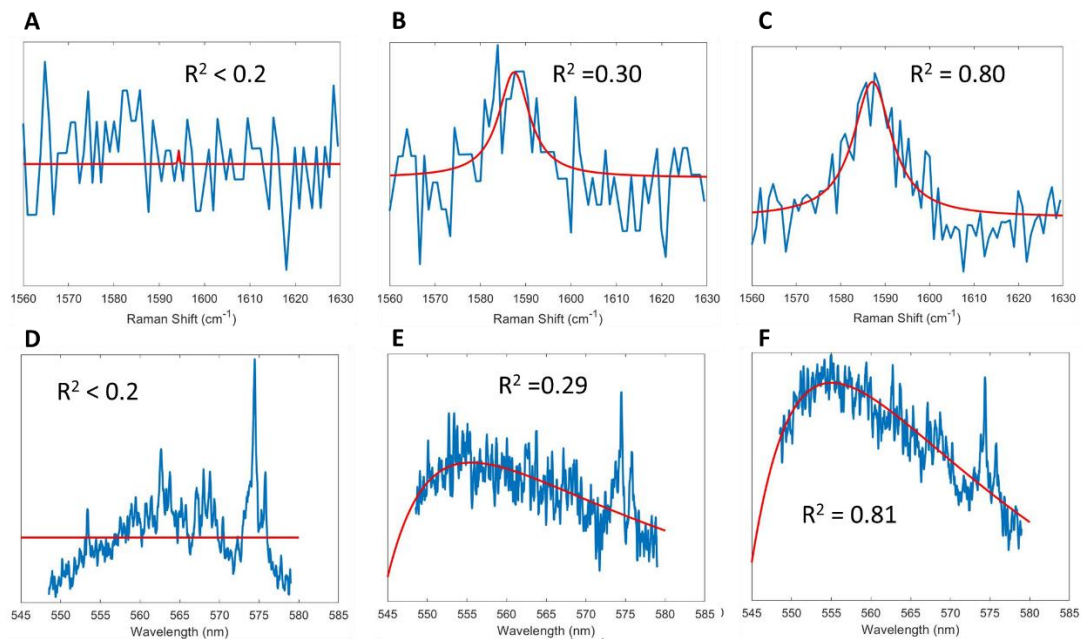 A
R² < 0.2
1560 1570 1580 1590 1600 1610 1620 1630
Raman Shift (cm⁻¹)
B
R² =0.30
1560 1570 1580 1590 1600 1610 1620 1630
Raman Shift (cm⁻¹)
C
R² = 0.80
1560 1570 1580 1590 1600 1610 1620 1630
Raman Shift (cm⁻¹)
D
R² < 0.2
545 550 555 560 565 570 575 580 585
Wavelength (nm)
E
R² =0.29
545 550 555 560 565 570 575 580 585
Wavelength (nm)
F
R² = 0.81
545 550 555 560 565 570 575 580 585
Wavelength (nm)